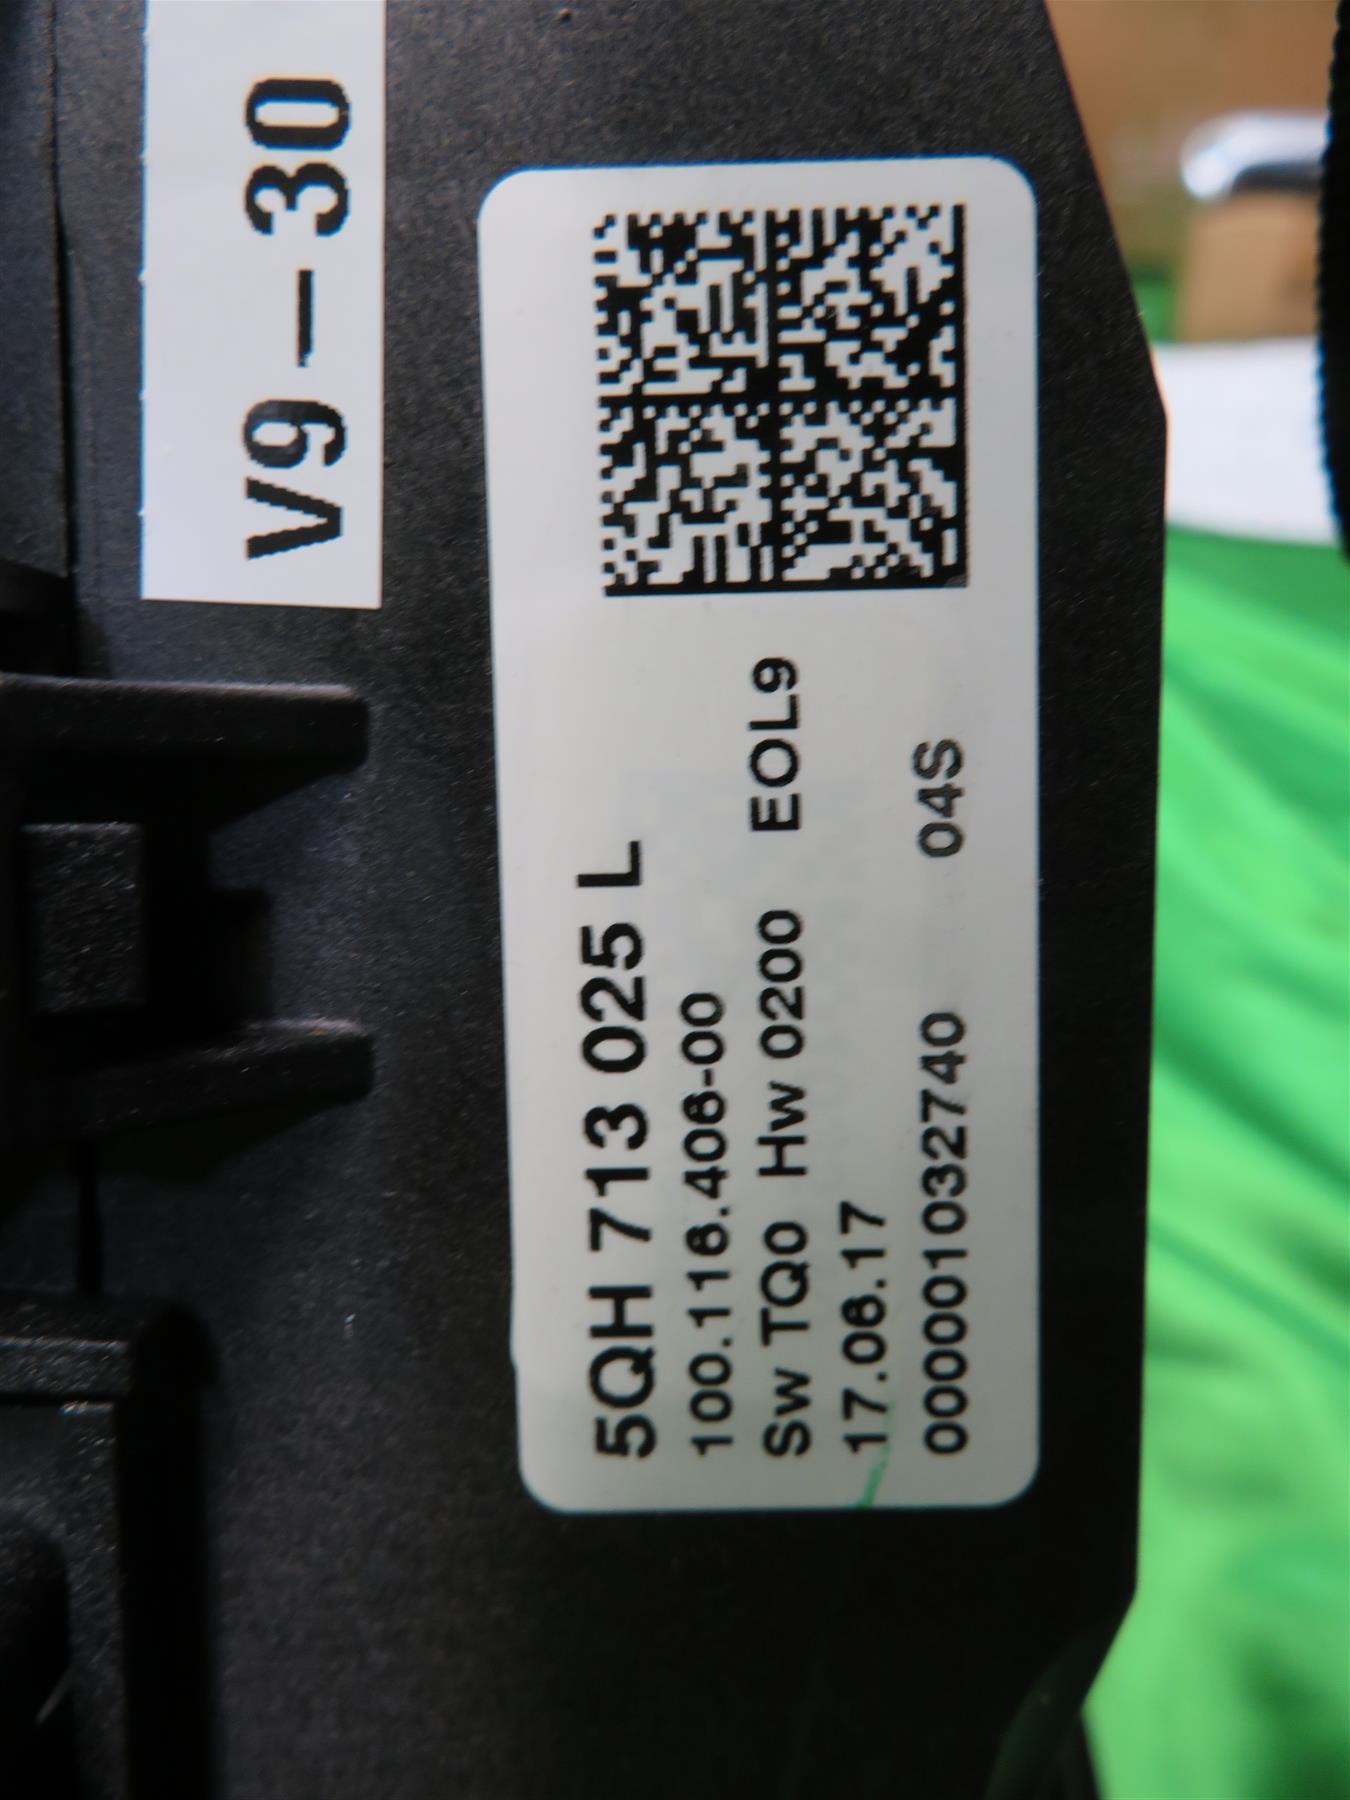 V9-30
5QH 713 025 L
100.116.406-00
Sw TQ0 Hw 0200 EOL9
17.06.17
000001032740 04S